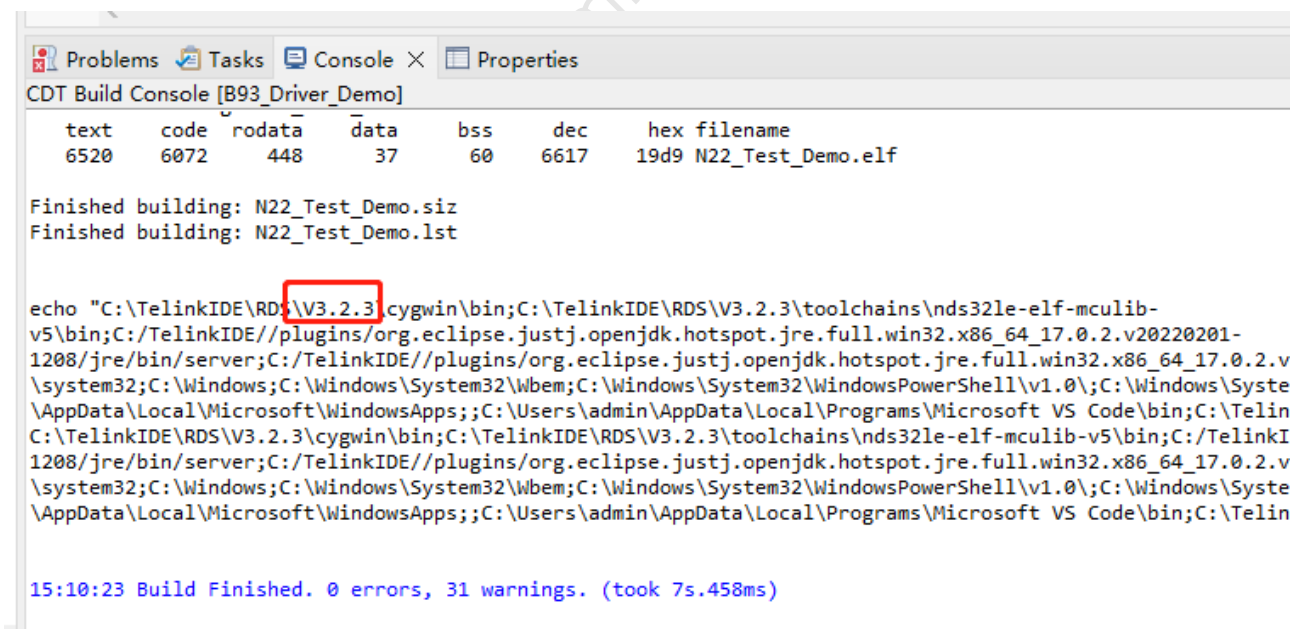 Problems Tasks Console Properties
CDT Build Console [B93_Driver_Demo]
text code rodata data bss dec hex filename
6520 6072 448 37 60 6617 19d9 N22_Test_Demo.elf
Finished building: N22_Test_Demo.siz
Finished building: N22_Test_Demo.lst
echo "C:\TelinkIDE\RDS\V3.2.3\cygwin\bin;C:\TelinkIDE\RDS\V3.2.3\toolchains\nds32le-elf-mculib-
v5\bin;C:/TelinkIDE//plugins/org.eclipse.justj.openjdk.hotspot.jre.full.win32.x86_64_17.0.2.v20220201-
1208/jre/bin/server;C:/TelinkIDE//plugins/org.eclipse.justj.openjdk.hotspot.jre.full.win32.x86_64_17.0.2.v
\system32;C:\Windows;C:\Windows\System32\Wbem;C:\Windows\System32\WindowsPowerShell\v1.0\;C:\Windows\Syste
\AppData\Local\Microsoft\WindowsApps;;C:\Users\admin\AppData\Local\Programs\Microsoft VS Code\bin;C:\Telin
C:\TelinkIDE\RDS\V3.2.3\cygwin\bin;C:\TelinkIDE\RDS\V3.2.3\toolchains\nds32le-elf-mculib-v5\bin;C:/TelinkI
1208/jre/bin/server;C:/TelinkIDE//plugins/org.eclipse.justj.openjdk.hotspot.jre.full.win32.x86_64_17.0.2.v
\system32;C:\Windows;C:\Windows\System32\Wbem;C:\Windows\System32\WindowsPowerShell\v1.0\;C:\Windows\Syste
\AppData\Local\Microsoft\WindowsApps;;C:\Users\admin\AppData\Local\Programs\Microsoft VS Code\bin;C:\Telin
15:10:23 Build Finished. 0 errors, 31 warnings. (took 7s.458ms)